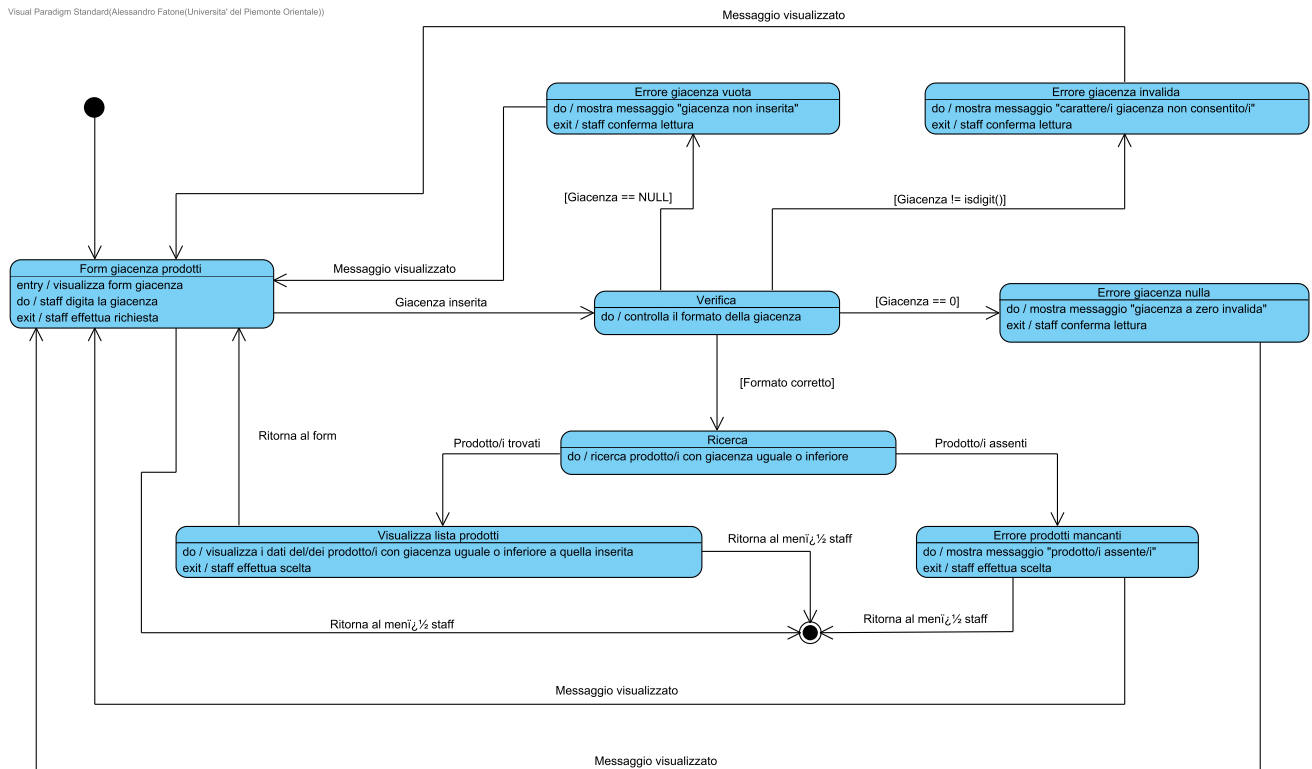 Visual Paradigm Standard(Alessandro Fatone(Universita' del Piemonte Orientale))
Messaggio visualizzato
Errore giacenza vuota
do / mostra messaggio "giacenza non inserita"
exit / staff conferma lettura
Errore giacenza invalida
do / mostra messaggio "carattere/i giacenza non consentito/i"
exit / staff conferma lettura
[Giacenza == NULL]
[Giacenza != isdigit()]
Form giacenza prodotti
entry / visualizza form giacenza
do / staff digita la giacenza
exit / staff effettua richiesta
Messaggio visualizzato
Giacenza inserita
Verifica
do / controlla il formato della giacenza
[Giacenza == 0]
Errore giacenza nulla
do / mostra messaggio "giacenza a zero invalida"
exit / staff conferma lettura
[Formato corretto]
Ritorna al form
Prodotto/i trovati
Ricerca
do / ricerca prodotto/i con giacenza uguale o inferiore
Prodotto/i assenti
Visualizza lista prodotti
do / visualizza i dati del/dei prodotto/i con giacenza uguale o inferiore a quella inserita
exit / staff effettua scelta
Ritorna al menï¿½ staff
Errore prodotti mancanti
do / mostra messaggio "prodotto/i assente/i"
exit / staff effettua scelta
Ritorna al menï¿½ staff
Ritorna al menï¿½ staff
Messaggio visualizzato
Messaggio visualizzato